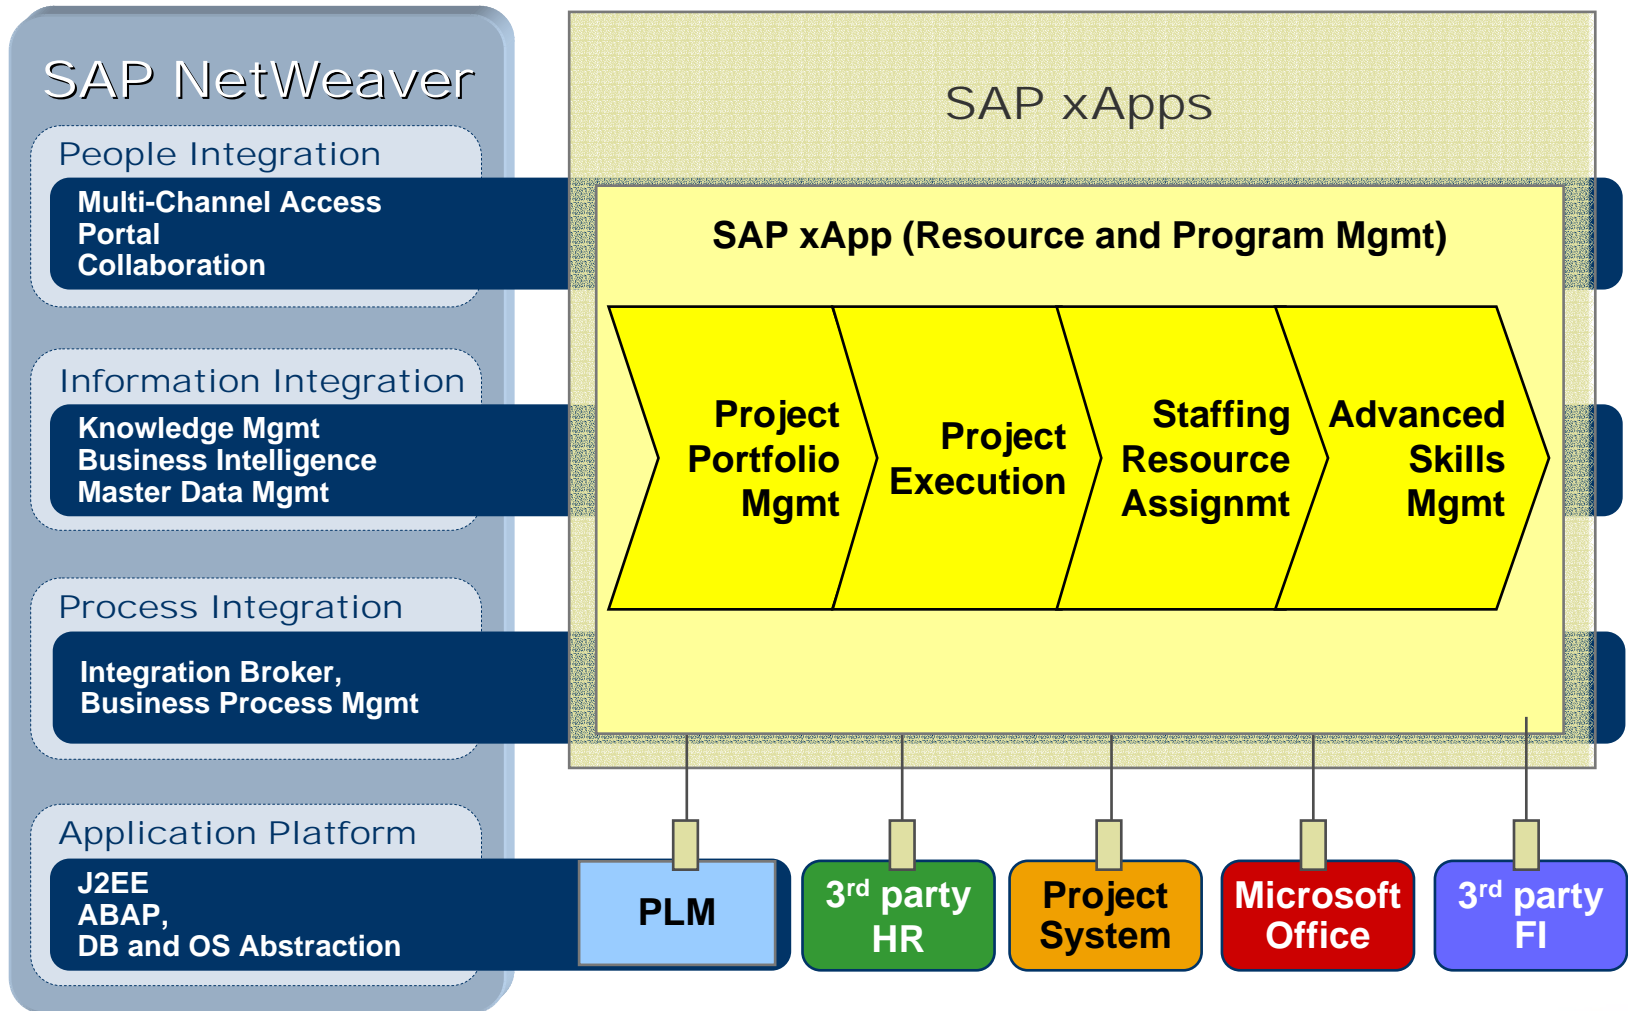 SAP NetWeaver
People Integration
Multi-Channel Access
Portal
Collaboration
Information Integration
Knowledge Mgmt
Business Intelligence
Master Data Mgmt
Process Integration
Integration Broker,
Business Process Mgmt
Application Platform
J2EE
ABAP,
DB and OS Abstraction
SAP xApps
SAP xApp (Resource and Program Mgmt)
Project
Portfolio
Mgmt
Project
Execution
Staffing
Resource
Assignmt
Advanced
Skills
Mgmt
PLM
3rd party
HR
Project
System
Microsoft
Office
3rd party
FI